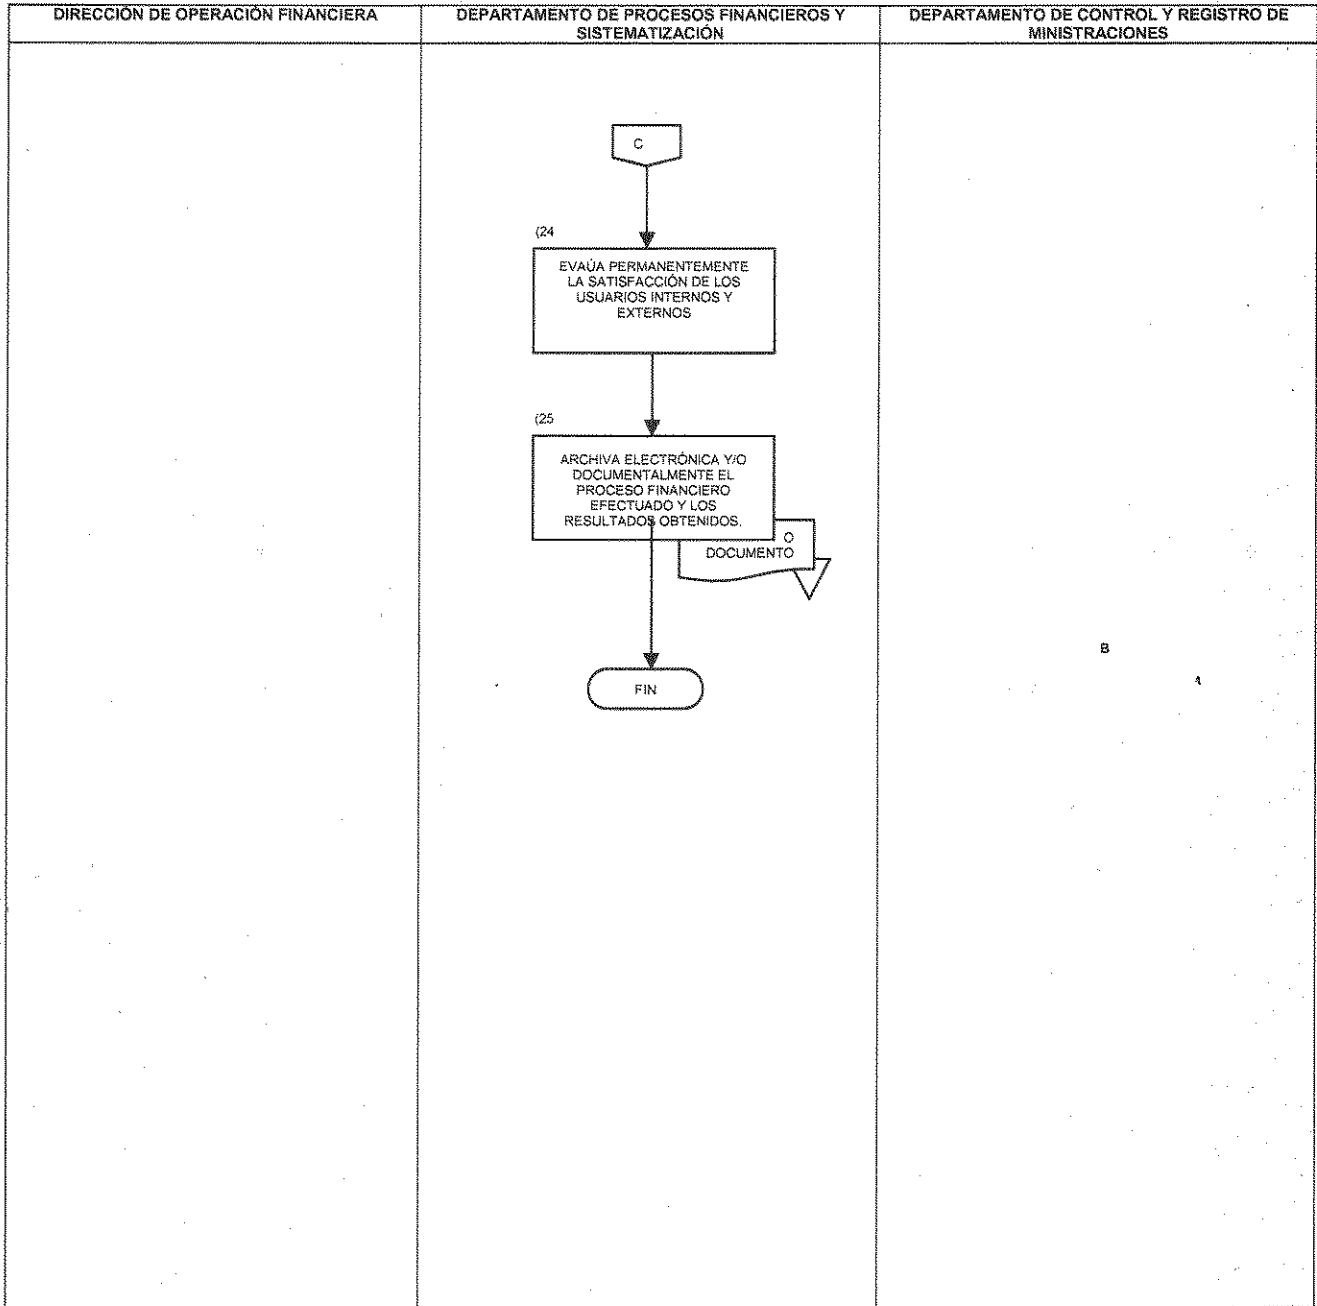 DIRECCIÓN DE OPERACIÓN FINANCIERA
DEPARTAMENTO DE PROCESOS FINANCIEROS Y
SISTEMATIZACIÓN
DEPARTAMENTO DE CONTROL Y REGISTRO DE
MINISTRACIONES
C
(24
EVAÚA PERMANENTEMENTE
LA SATISFACCIÓN DE LOS
USUARIOS INTERNOS Y
EXTERNOS
(25
ARCHIVA ELECTRÓNICA Y/O
DOCUMENTALMENTE EL
PROCESO FINANCIERO
EFECTUADO Y LOS
RESULTADOS OBTENIDOS.
O
DOCUMENTO
B
FIN